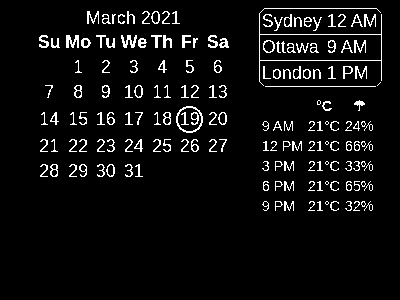 March 2021
Su Mo Tu We Th Fr Sa
1 2 3 4 5 6
7 8 9 10 11 12 13
14 15 16 17 18 19 20
21 22 23 24 25 26 27
28 29 30 31
Sydney 12 AM
Ottawa 9 AM
London 1 PM
°C ☂
9 AM 21°C 24%
12 PM 21°C 66%
3 PM 21°C 33%
6 PM 21°C 65%
9 PM 21°C 32%